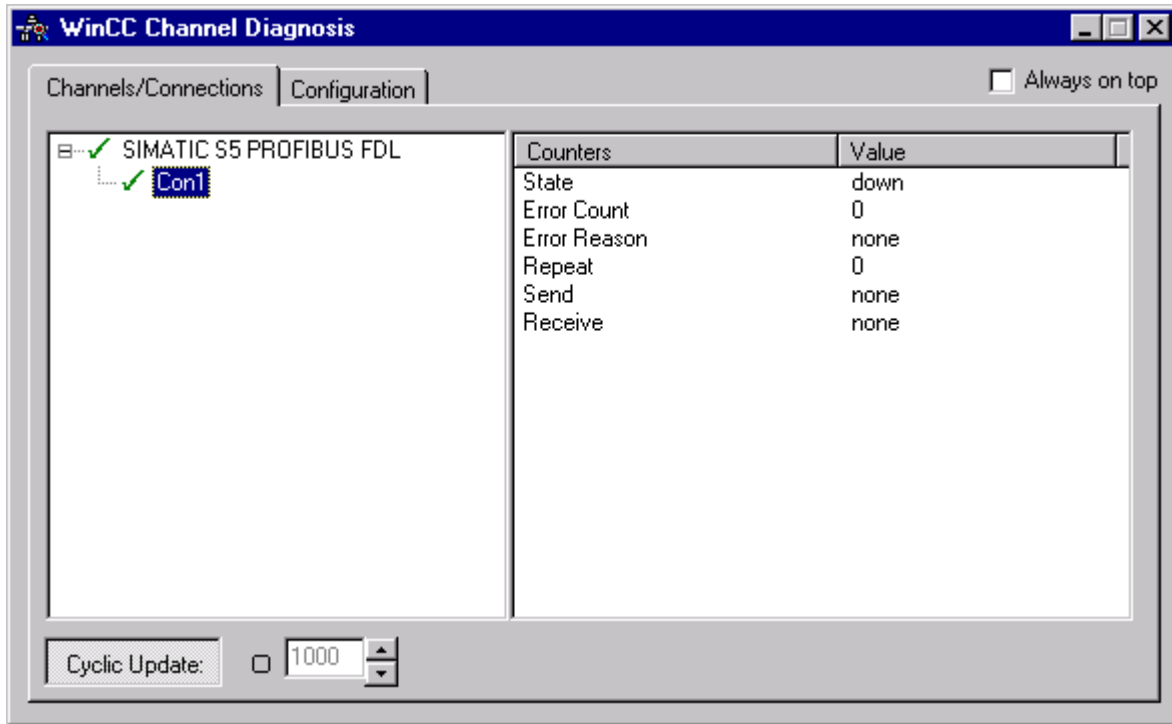 WinCC Channel Diagnosis
Channels/Connections Configuration Always on top
SIMATIC S5 PROFIBUS FDL
Con1
Counters Value
State down
Error Count 0
Error Reason none
Repeat 0
Send none
Receive none
Cyclic Update: 1000